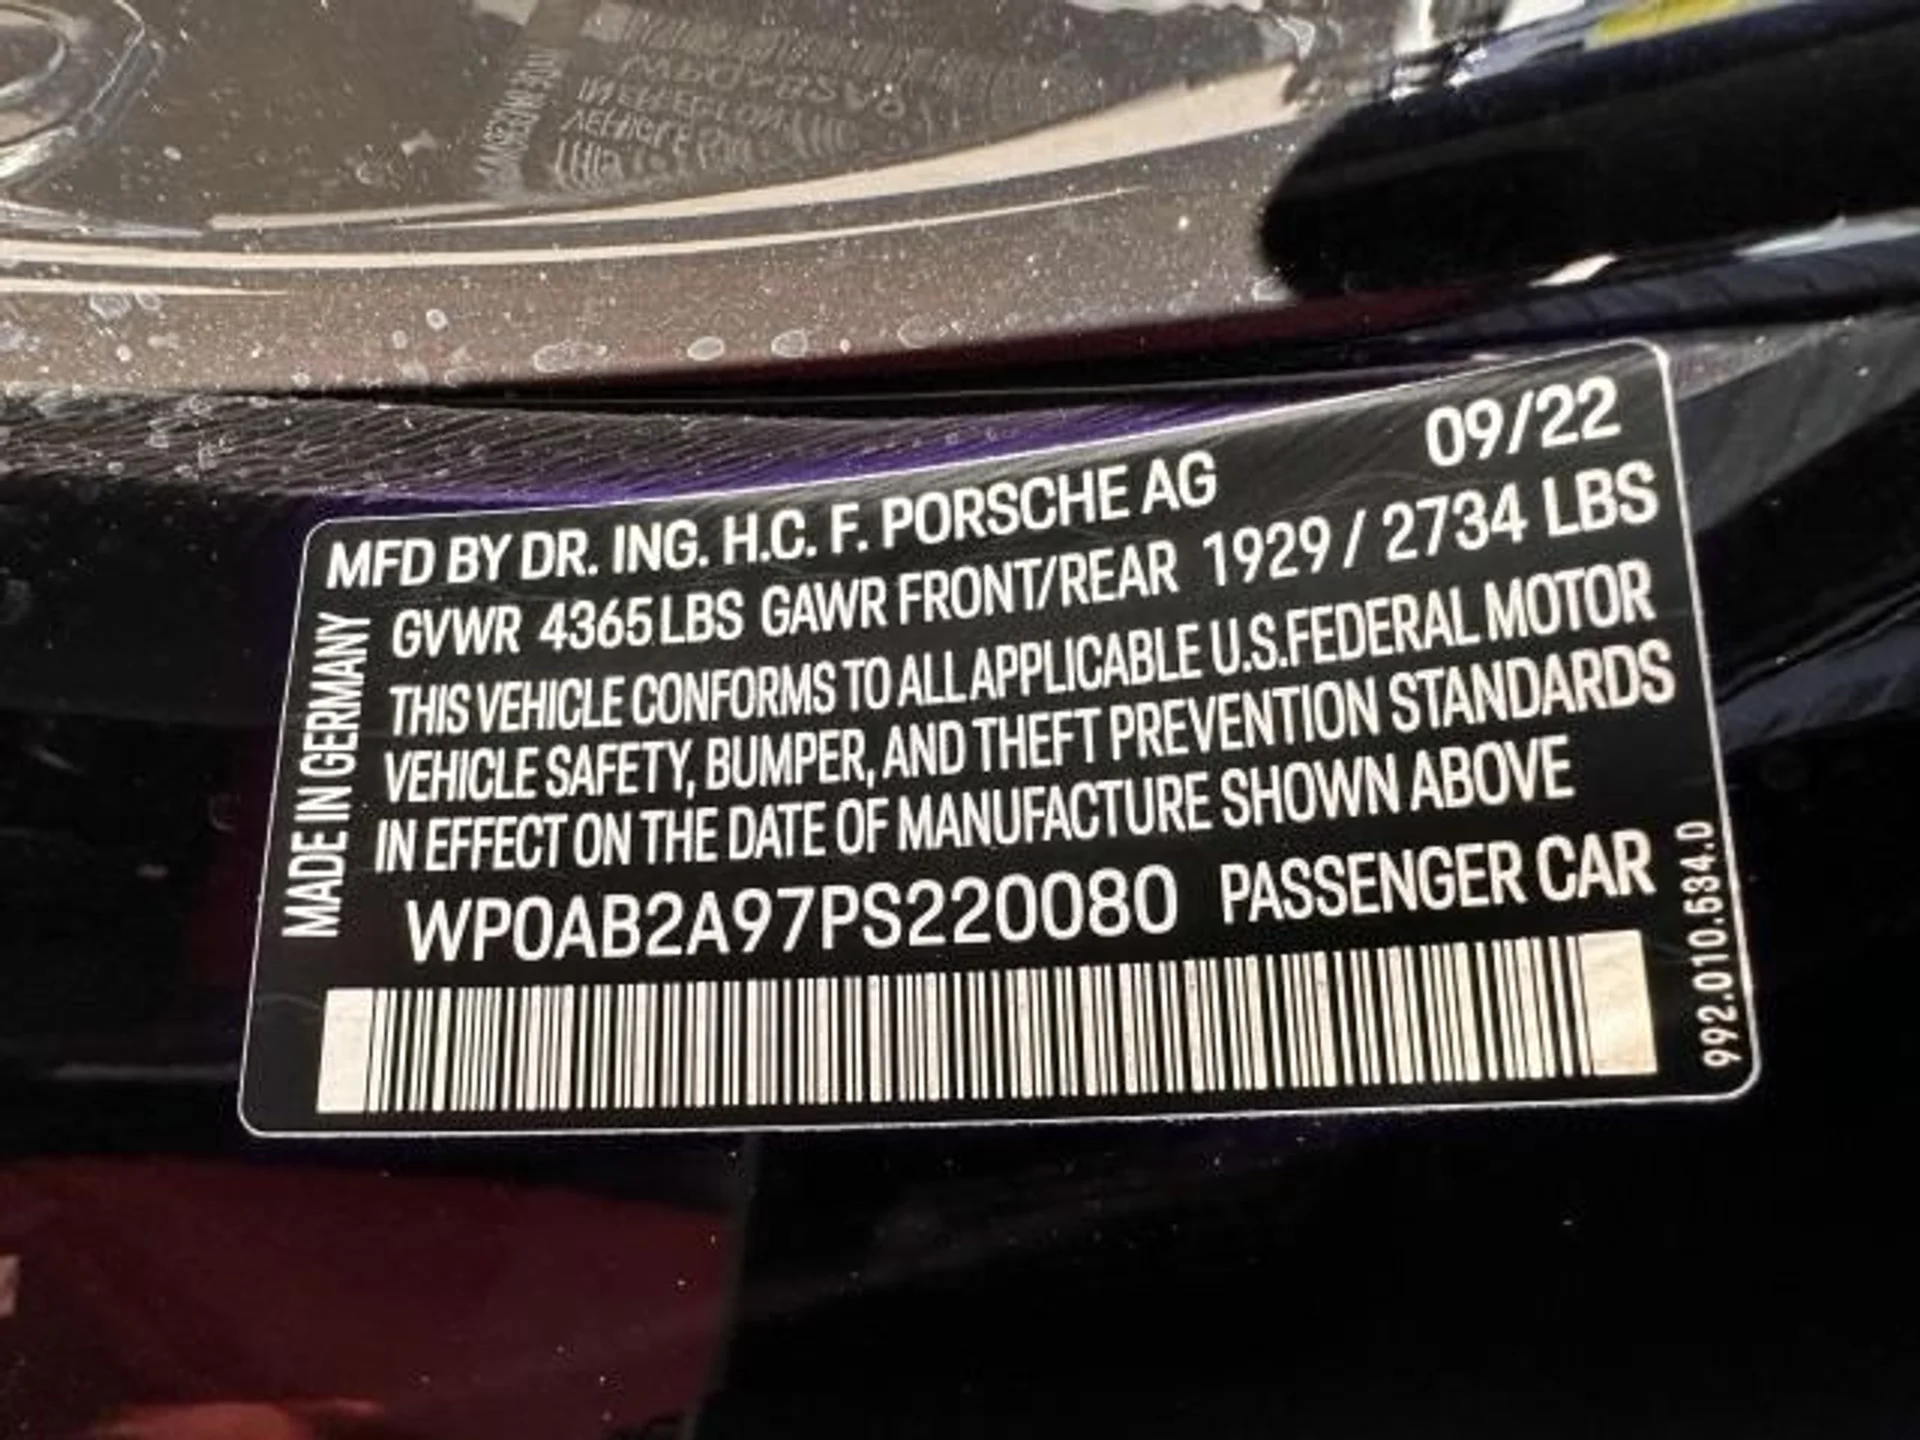 09/22
MFD BY DR. ING. H.C. F. PORSCHE AG
GVWR 4365 LBS GAWR FRONT/REAR 1929 / 2734 LBS
THIS VEHICLE CONFORMS TO ALL APPLICABLE U.S.FEDERAL MOTOR
VEHICLE SAFETY, BUMPER, AND THEFT PREVENTION STANDARDS
IN EFFECT ON THE DATE OF MANUFACTURE SHOWN ABOVE
WP0AB2A97PS220080 PASSENGER CAR
MADE IN GERMANY
992.010.534.D